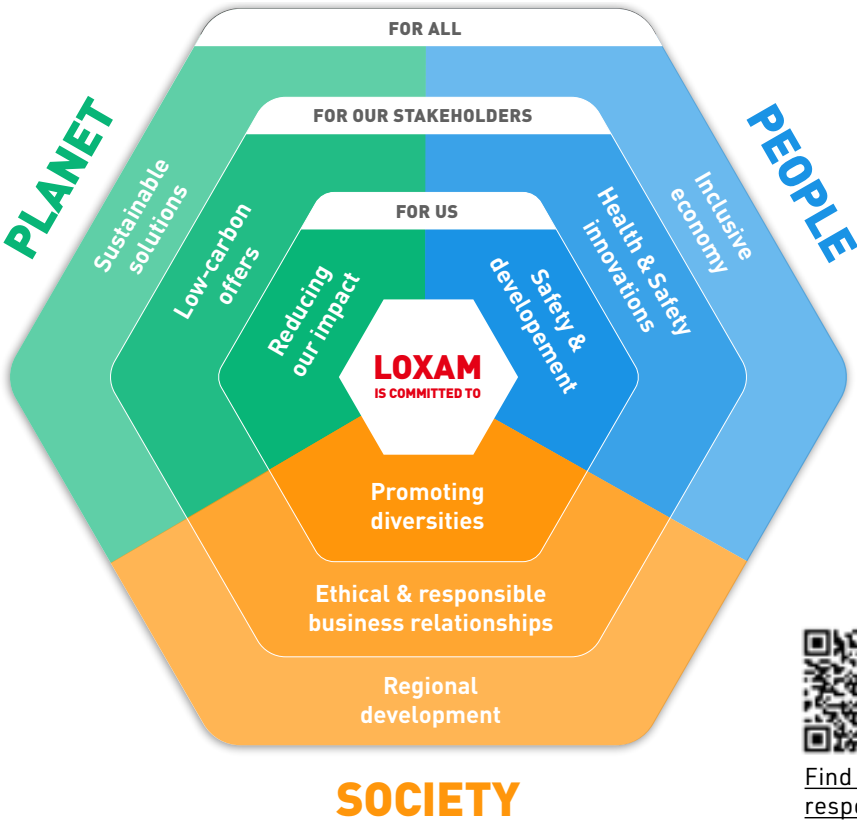 FOR ALL
PLANET
PEOPLE
FOR OUR STAKEHOLDERS
Sustainable
solutions
Low-carbon
offers
Health & Safety
innovations
Inclusive
economy
FOR US
Reducing
our impact
Safety &
developement
LOXAM
IS COMMITTED TO
Promoting
diversities
Ethical & responsible
business relationships
Regional
development
SOCIETY
Find